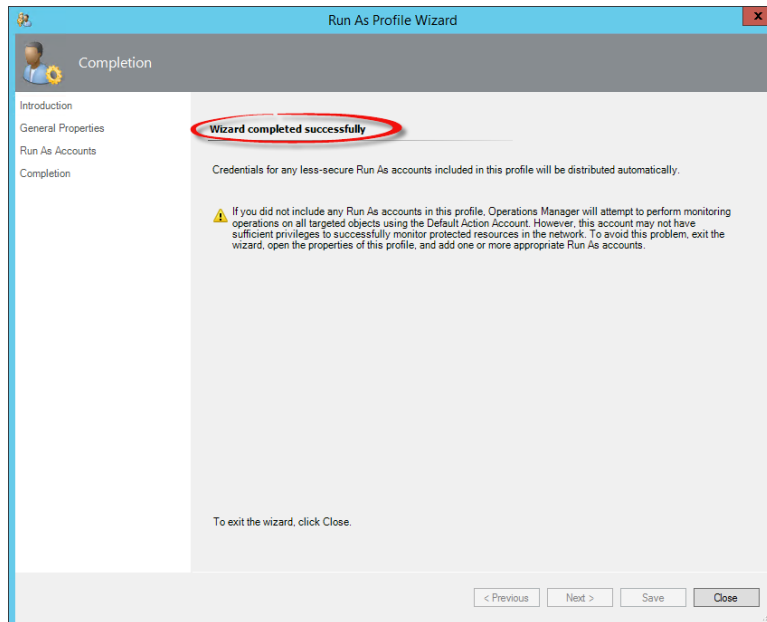 Run As Profile Wizard
x
Completion
Introduction
General Properties
Run As Accounts
Completion
Wizard completed successfully
Credentials for any less-secure Run As accounts included in this profile will be distributed automatically.
If you did not include any Run As accounts in this profile, Operations Manager will attempt to perform monitoring
operations on all targeted objects using the Default Action Account. However, this account may not have
sufficient privileges to successfully monitor protected resources in the network. To avoid this problem, exit the
wizard, open the properties of this profile, and add one or more appropriate Run As accounts.
To exit the wizard, click Close.
< Previous
Next >
Save
Close